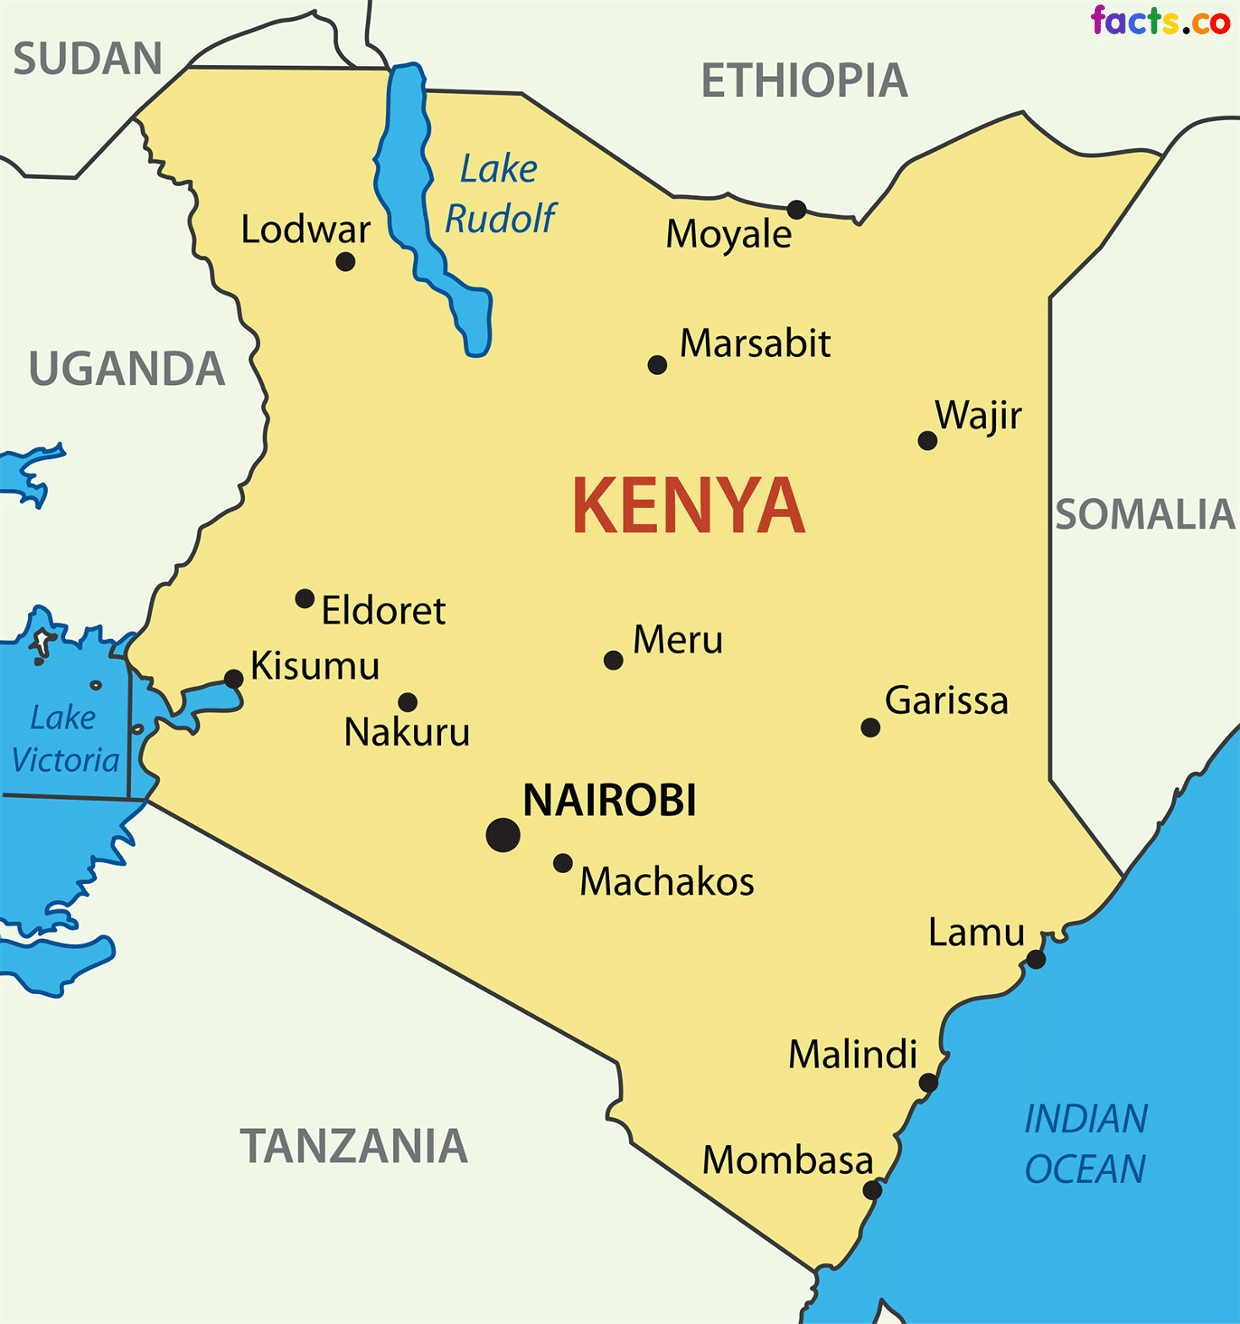 facts.co
SUDAN
ETHIOPIA
Lake
Rudolf
Lodwar
Moyale
Marsabit
UGANDA
Wajir
KENYA
SOMALIA
Eldoret
Meru
Kisumu
Garissa
Lake
Victoria
Nakuru
NAIROBI
Machakos
Lamu
Malindi
INDIAN
OCEAN
TANZANIA
Mombasa